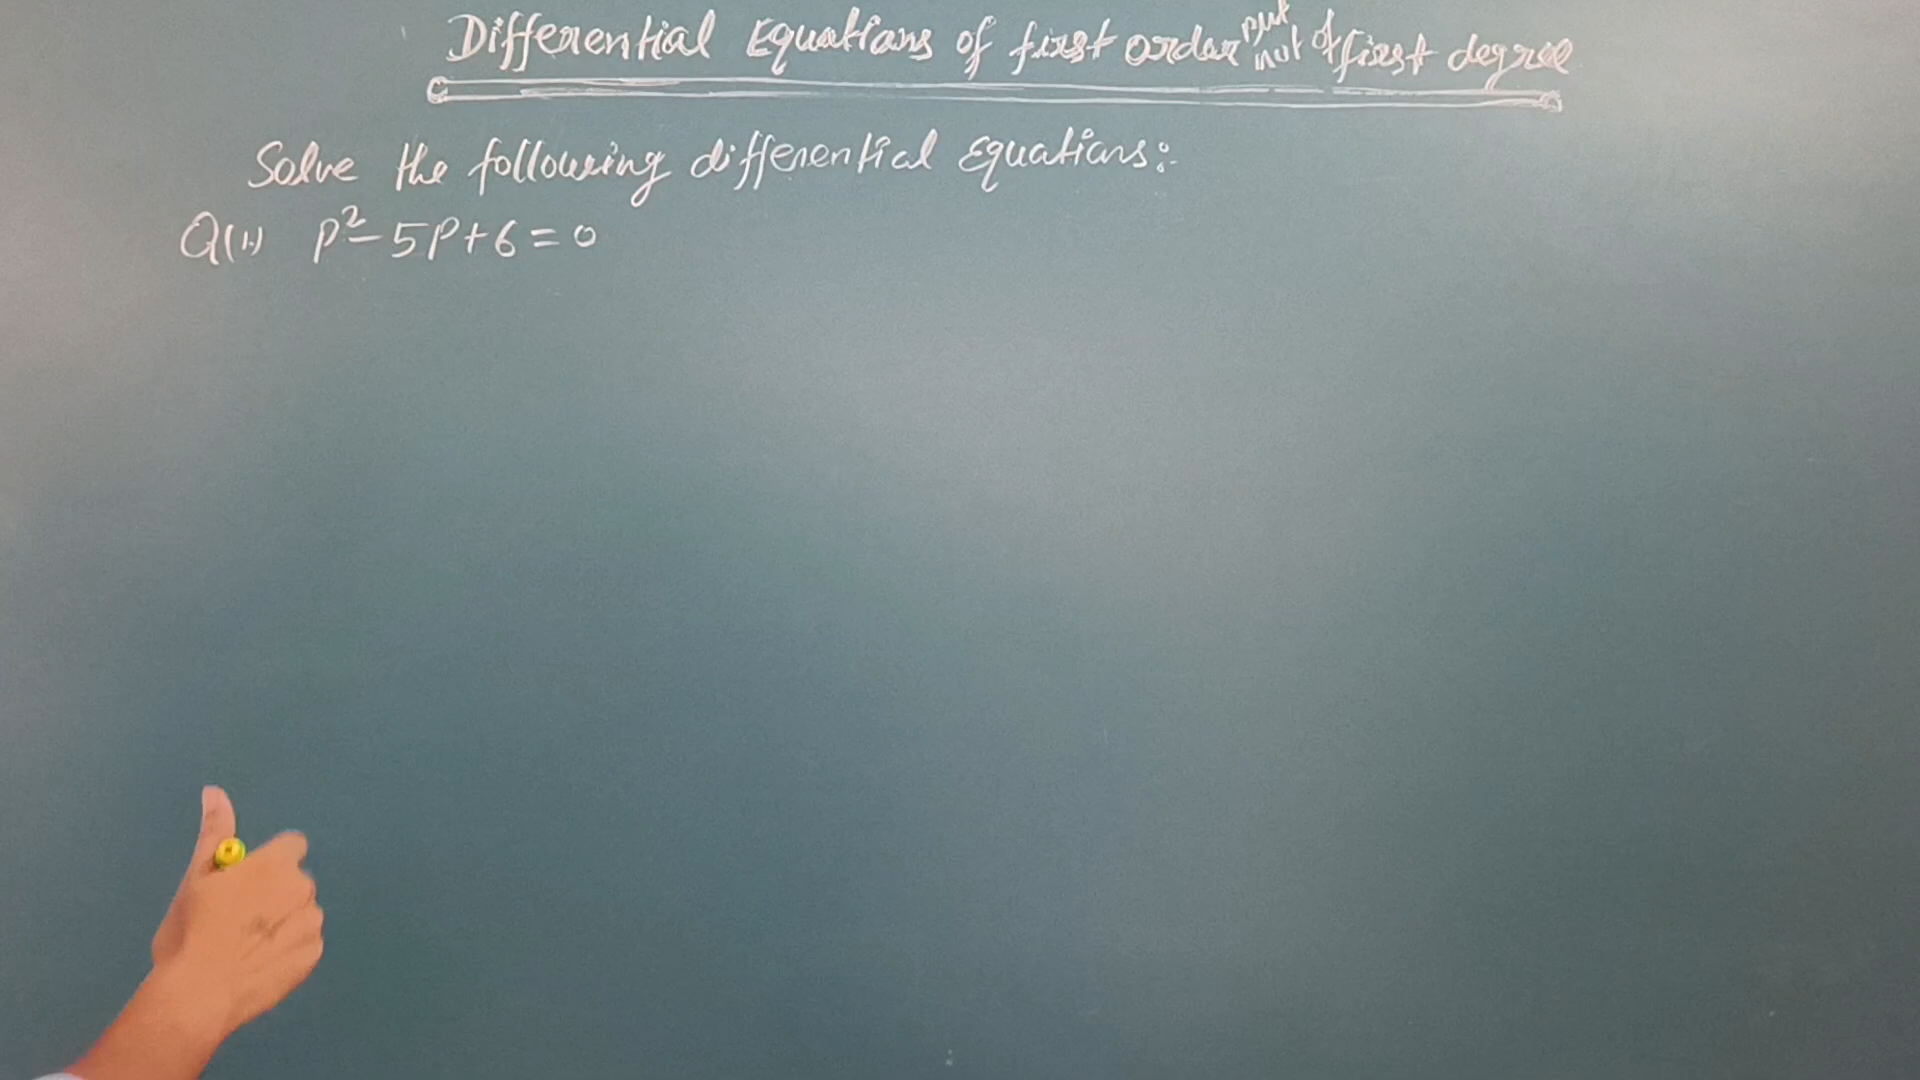 Differential Equations of first order but not of first degree
Solve the following differential Equations:-
Q(1.) P² - 5P + 6 = 0